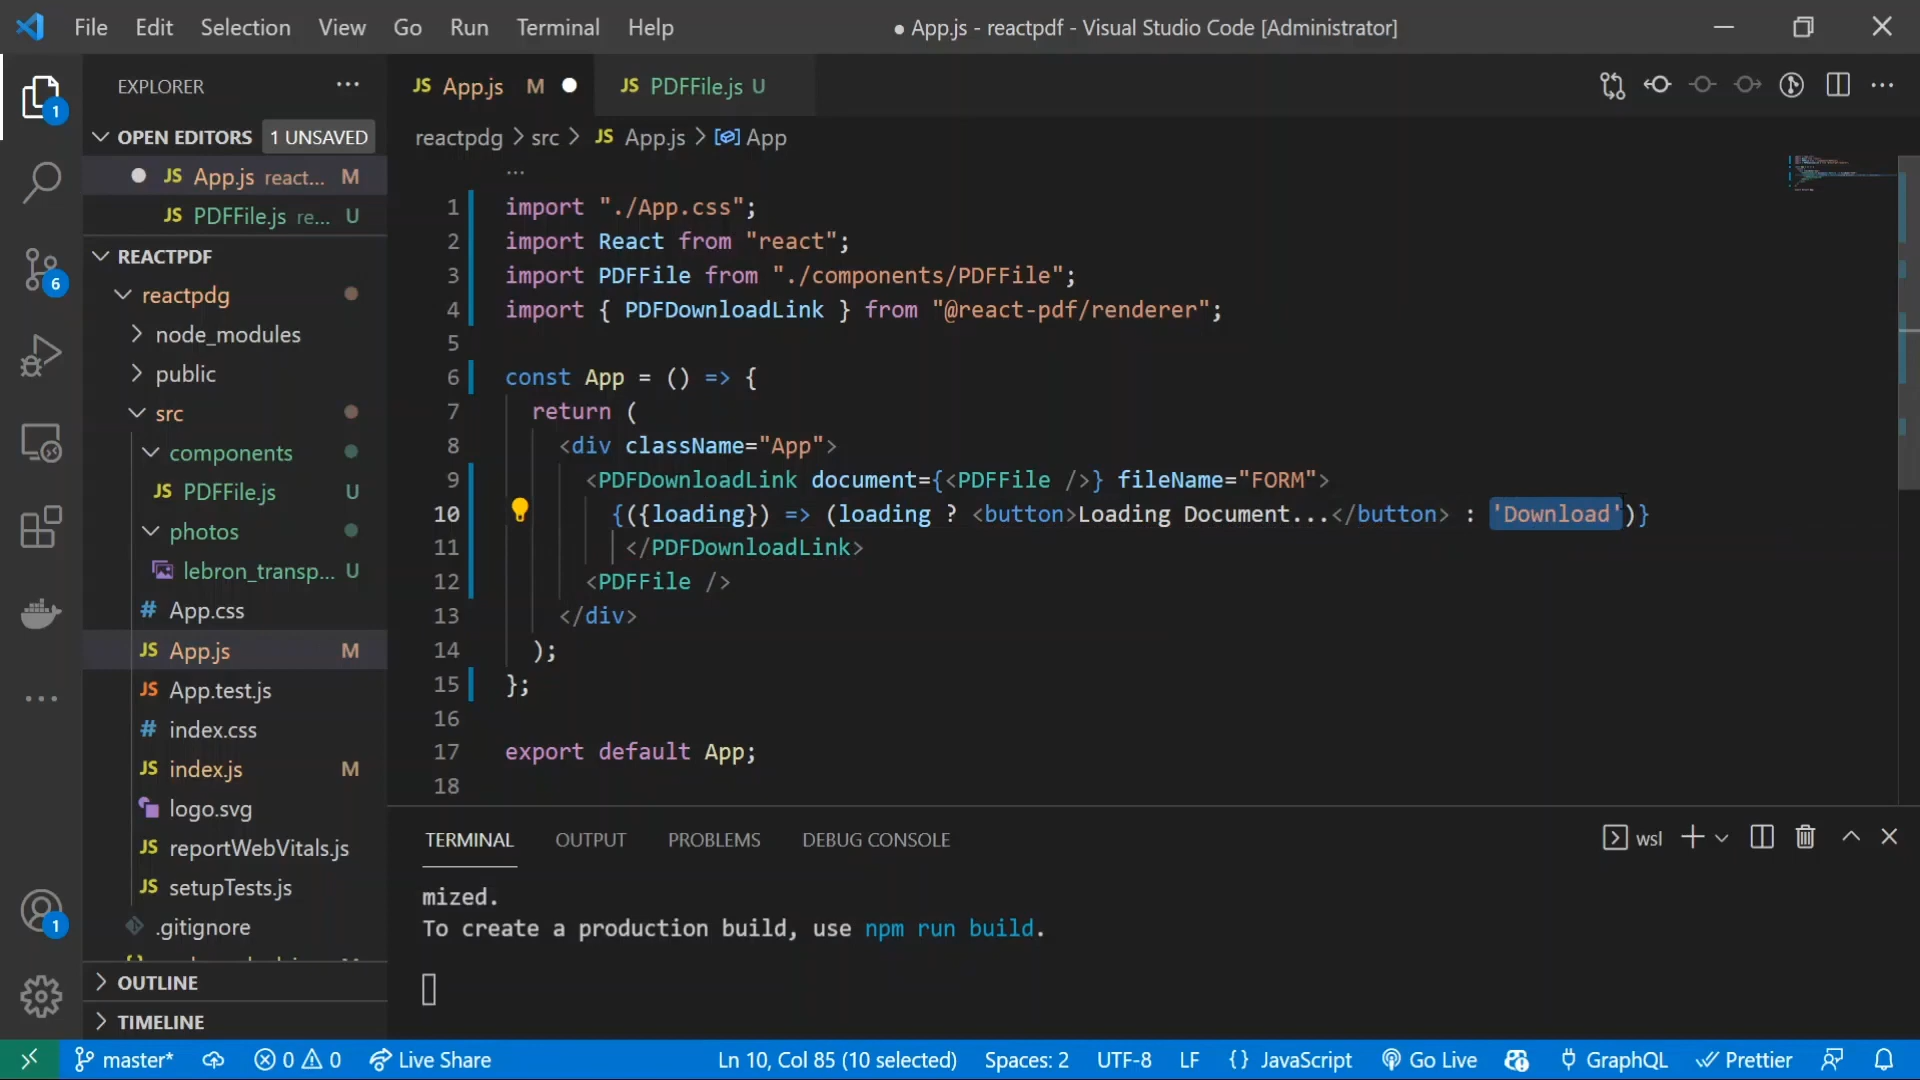 File Edit Selection View Go Run Terminal Help
● App.js - reactpdf - Visual Studio Code [Administrator]
EXPLORER
OPEN EDITORS 1 UNSAVED
JS App.js react... M
JS PDFFile.js re... U
REACTPDF
reactpdg
node_modules
public
src
components
JS PDFFile.js U
photos
lebron_transp... U
# App.css
JS App.js M
JS App.test.js
# index.css
JS index.js M
logo.svg
JS reportWebVitals.js
JS setupTests.js
.gitignore
OUTLINE
TIMELINE
1
6
1
JS App.js M
JS PDFFile.js U
reactpdg > src > JS App.js > App
...
1 import "./App.css";
2 import React from "react";
3 import PDFFile from "./components/PDFFile";
4 import { PDFDownloadLink } from "@react-pdf/renderer";
5
6 const App = () => {
7 return (
8 <div className="App">
9 <PDFDownloadLink document={<PDFFile />} fileName="FORM">
10 {({loading}) => (loading ? <button>Loading Document...</button> : 'Download')}
11 </PDFDownloadLink>
12 <PDFFile />
13 </div>
14 );
15 };
16
17 export default App;
18
TERMINAL OUTPUT PROBLEMS DEBUG CONSOLE
wsl
mized.
To create a production build, use npm run build.
master* 0 0 Live Share Ln 10, Col 85 (10 selected) Spaces: 2 UTF-8 LF {} JavaScript Go Live GraphQL Prettier